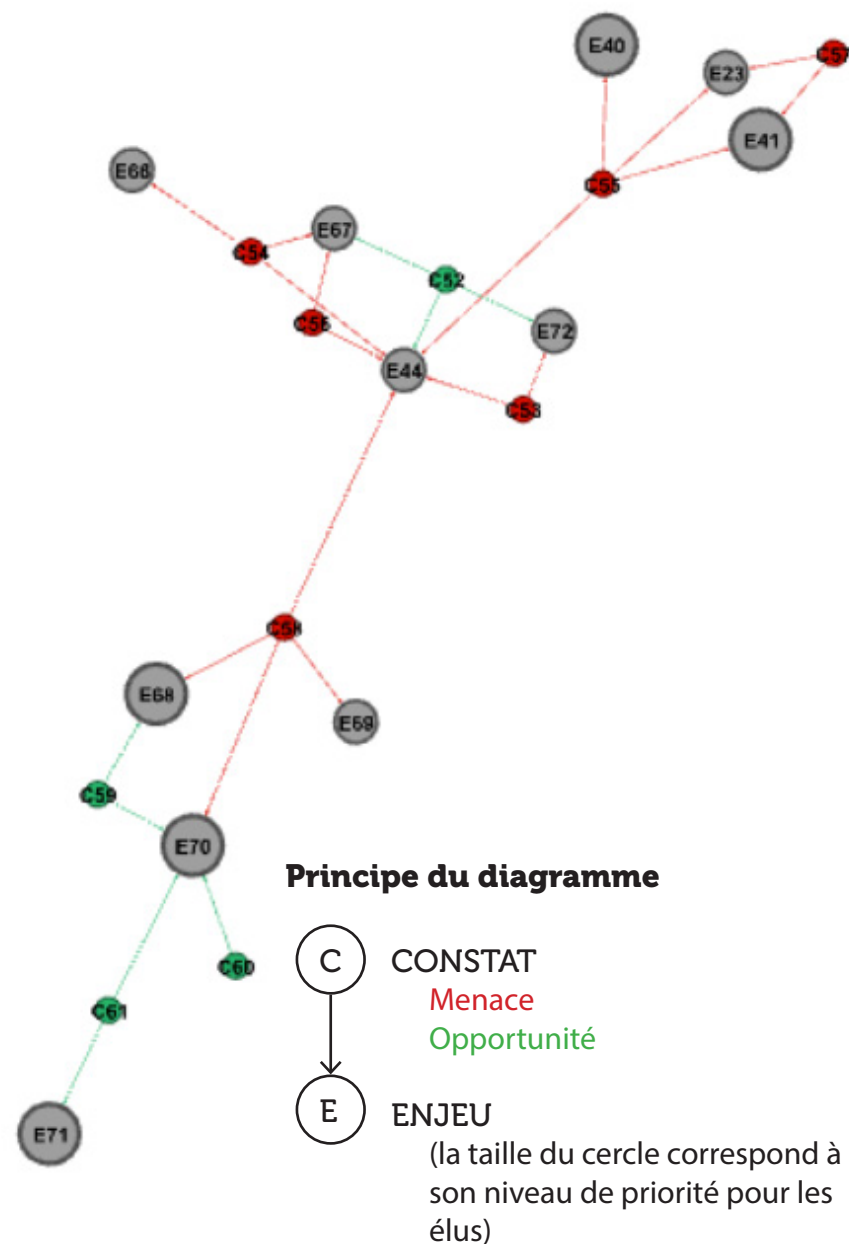 E40
C57
E23
E41
E66
C55
E67
C54
C52
C56
E72
E44
C53
C58
E68
E69
C59
E70
Principe du diagramme
C CONSTAT
C60
Menace
C61
Opportunité
E ENJEU
E71
(la taille du cercle correspond à
son niveau de priorité pour les
élus)